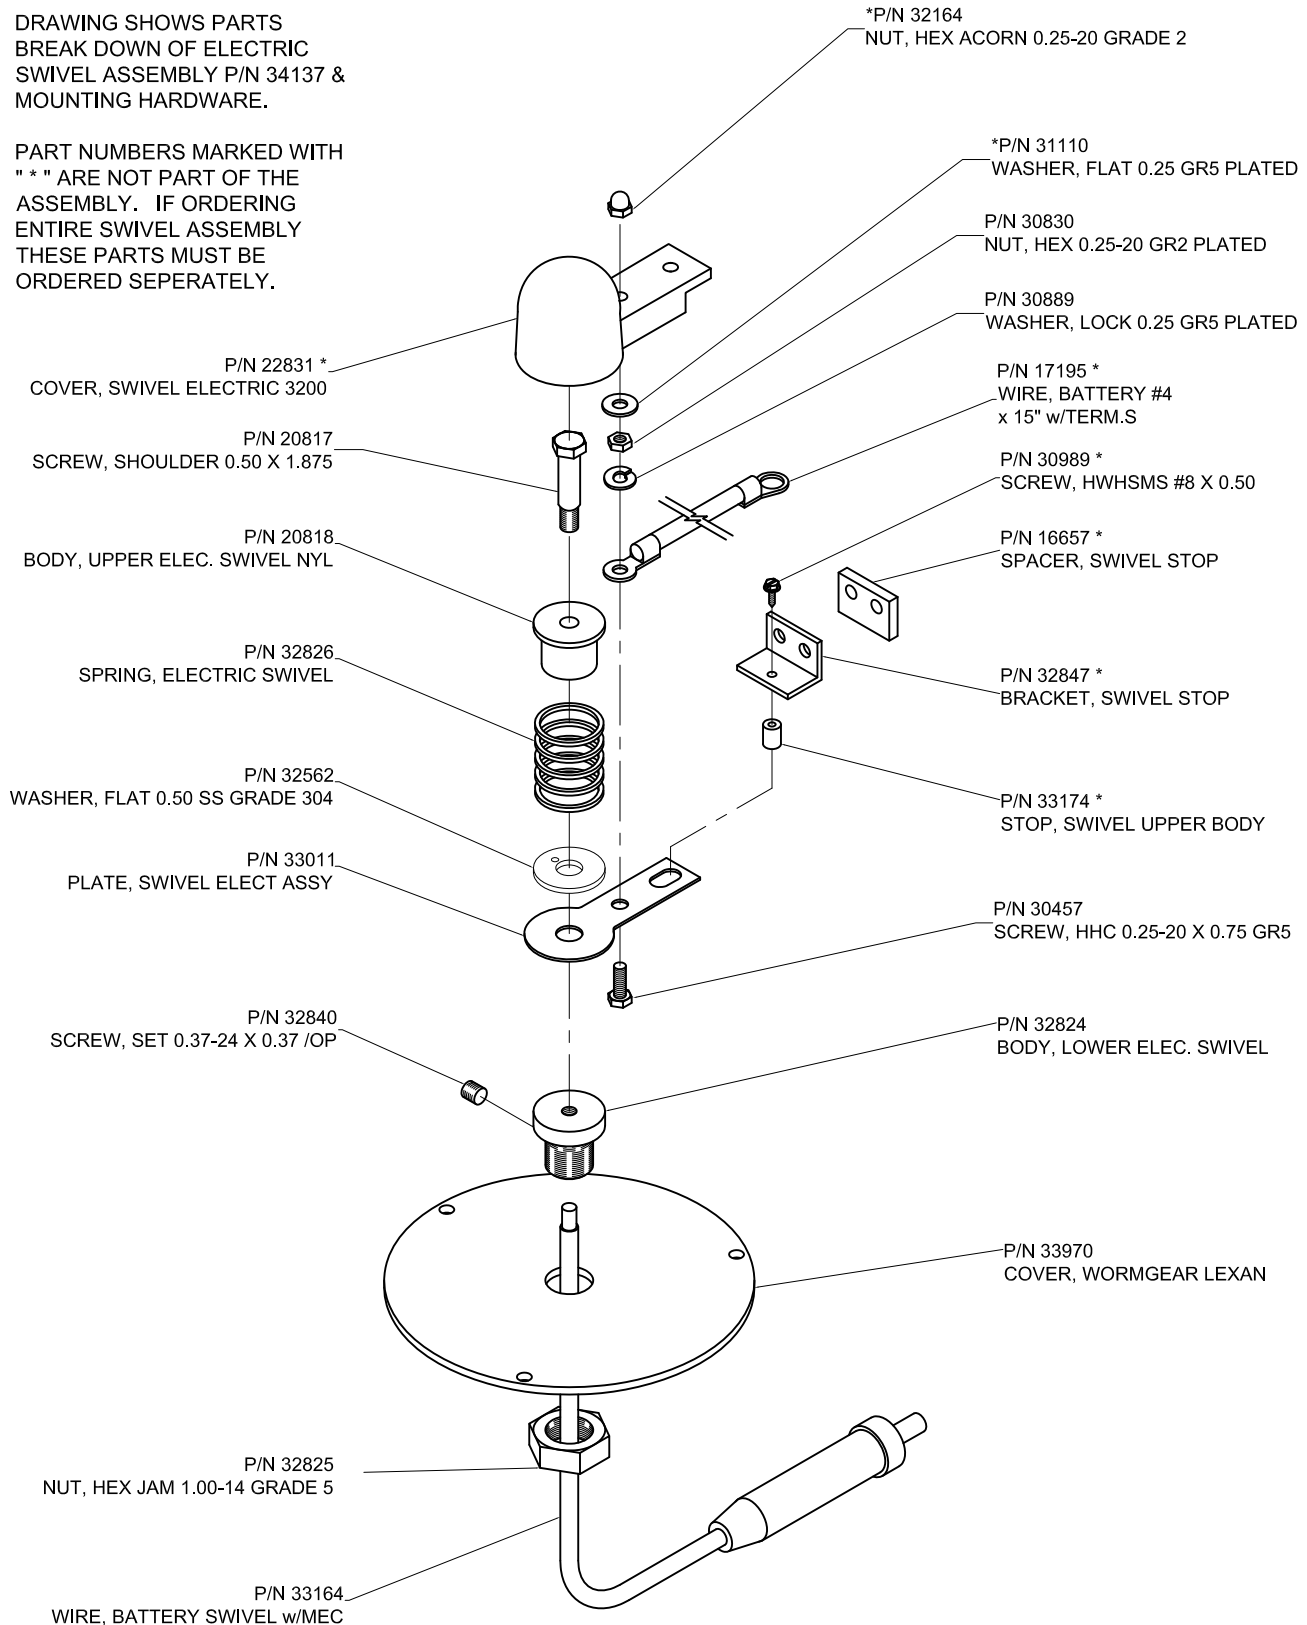 DRAWING SHOWS PARTS
BREAK DOWN OF ELECTRIC
SWIVEL ASSEMBLY P/N 34137 &
MOUNTING HARDWARE.
PART NUMBERS MARKED WITH
" * " ARE NOT PART OF THE
ASSEMBLY. IF ORDERING
ENTIRE SWIVEL ASSEMBLY
THESE PARTS MUST BE
ORDERED SEPERATELY.
P/N 22831 *
COVER, SWIVEL ELECTRIC 3200
P/N 20817
SCREW, SHOULDER 0.50 X 1.875
P/N 20818
BODY, UPPER ELEC. SWIVEL NYL
P/N 32826
SPRING, ELECTRIC SWIVEL
P/N 32562
WASHER, FLAT 0.50 SS GRADE 304
P/N 33011
PLATE, SWIVEL ELECT ASSY
P/N 32840
SCREW, SET 0.37-24 X 0.37 /OP
P/N 32825
NUT, HEX JAM 1.00-14 GRADE 5
P/N 33164
WIRE, BATTERY SWIVEL w/MEC
*P/N 32164
NUT, HEX ACORN 0.25-20 GRADE 2
*P/N 31110
WASHER, FLAT 0.25 GR5 PLATED
P/N 30830
NUT, HEX 0.25-20 GR2 PLATED
P/N 30889
WASHER, LOCK 0.25 GR5 PLATED
P/N 17195 *
WIRE, BATTERY #4
x 15" w/TERM.S
P/N 30989 *
SCREW, HWHSMS #8 X 0.50
P/N 16657 *
SPACER, SWIVEL STOP
P/N 32847 *
BRACKET, SWIVEL STOP
P/N 33174 *
STOP, SWIVEL UPPER BODY
P/N 30457
SCREW, HHC 0.25-20 X 0.75 GR5
P/N 32824
BODY, LOWER ELEC. SWIVEL
P/N 33970
COVER, WORMGEAR LEXAN